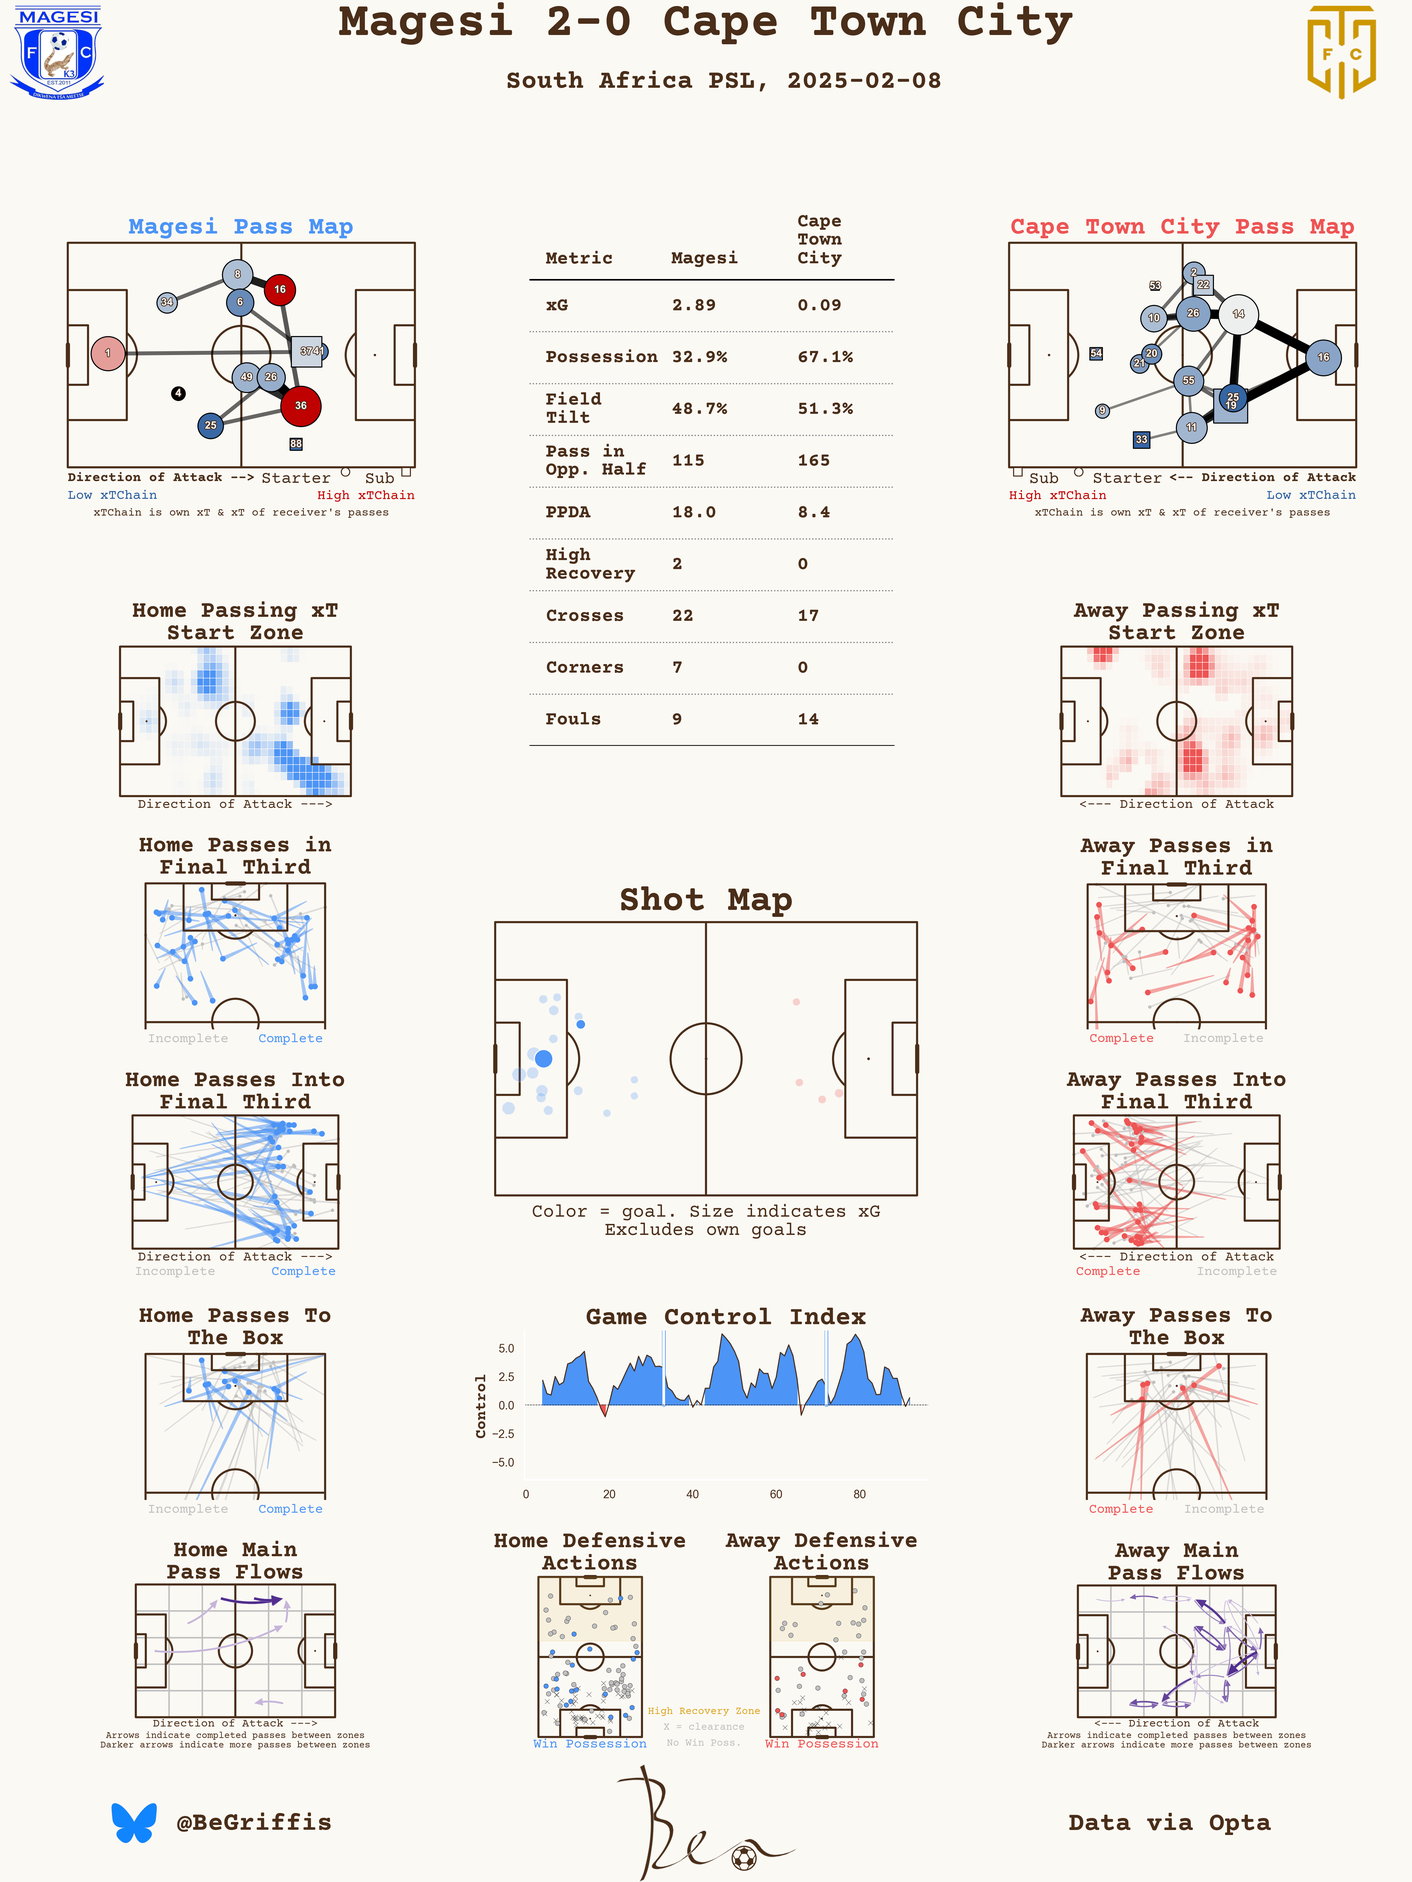 MAGESI
F C
K3
EST.2011
Magesi 2-0 Cape Town City
South Africa PSL, 2025-02-08
F C
Magesi Pass Map
8
16
34
6
1
37
41
49
26
4
36
25
88
Direction of Attack --> Starter Sub
Low xTChain High xTChain
xTChain is own xT & xT of receiver's passes
Metric Magesi Cape Town City
xG 2.89 0.09
Possession 32.9% 67.1%
Field Tilt 48.7% 51.3%
Pass in Opp. Half 115 165
PPDA 18.0 8.4
High Recovery 2 0
Crosses 22 17
Corners 7 0
Fouls 9 14
Cape Town City Pass Map
2
53
22
10
26
14
54
20
21
16
55
25
19
9
11
33
Sub Starter <-- Direction of Attack
High xTChain Low xTChain
xTChain is own xT & xT of receiver's passes
Home Passing xT
Start Zone
Direction of Attack --->
Away Passing xT
Start Zone
<--- Direction of Attack
Home Passes in
Final Third
Incomplete Complete
Away Passes in
Final Third
Complete Incomplete
Shot Map
Color = goal. Size indicates xG
Excludes own goals
Home Passes Into
Final Third
Direction of Attack --->
Incomplete Complete
Away Passes Into
Final Third
<--- Direction of Attack
Complete Incomplete
Home Passes To
The Box
Incomplete Complete
Game Control Index
Control
5.0
2.5
0.0
−2.5
−5.0
0 20 40 60 80
Away Passes To
The Box
Complete Incomplete
Home Main
Pass Flows
Direction of Attack --->
Arrows indicate completed passes between zones
Darker arrows indicate more passes between zones
Home Defensive
Actions
Win Possession
High Recovery Zone
X = clearance
No Win Poss.
Away Defensive
Actions
Win Possession
Away Main
Pass Flows
<--- Direction of Attack
Arrows indicate completed passes between zones
Darker arrows indicate more passes between zones
@BeGriffis
Ben
Data via Opta